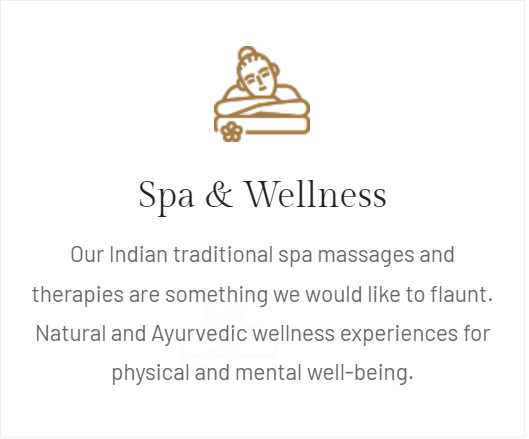 Spa & Wellness
Our Indian traditional spa massages and
therapies are something we would like to flaunt.
Natural and Ayurvedic wellness experiences for
physical and mental well-being.